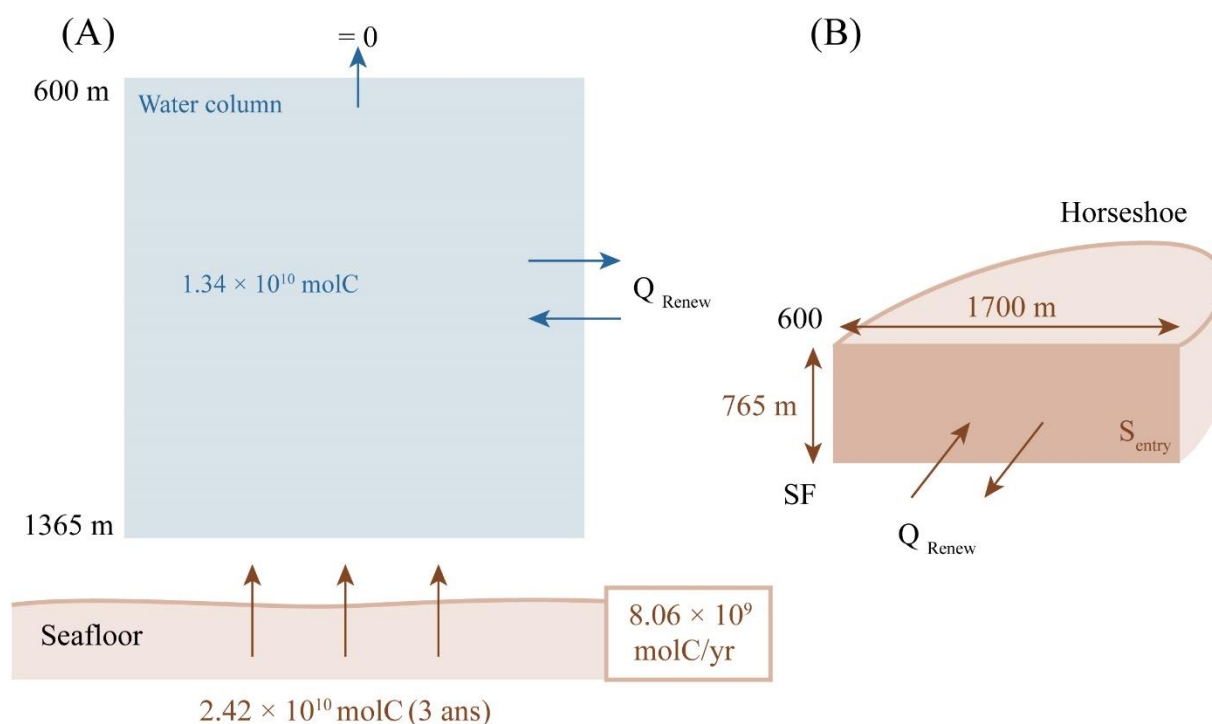 (A)
= 0
600 m
Water column
1.34 × 10¹⁰ molC
Q Renew
1365 m
Seafloor
8.06 × 10⁹
molC/yr
2.42 × 10¹⁰ molC (3 ans)
(B)
Horseshoe
600
1700 m
765 m
S entry
SF
Q Renew